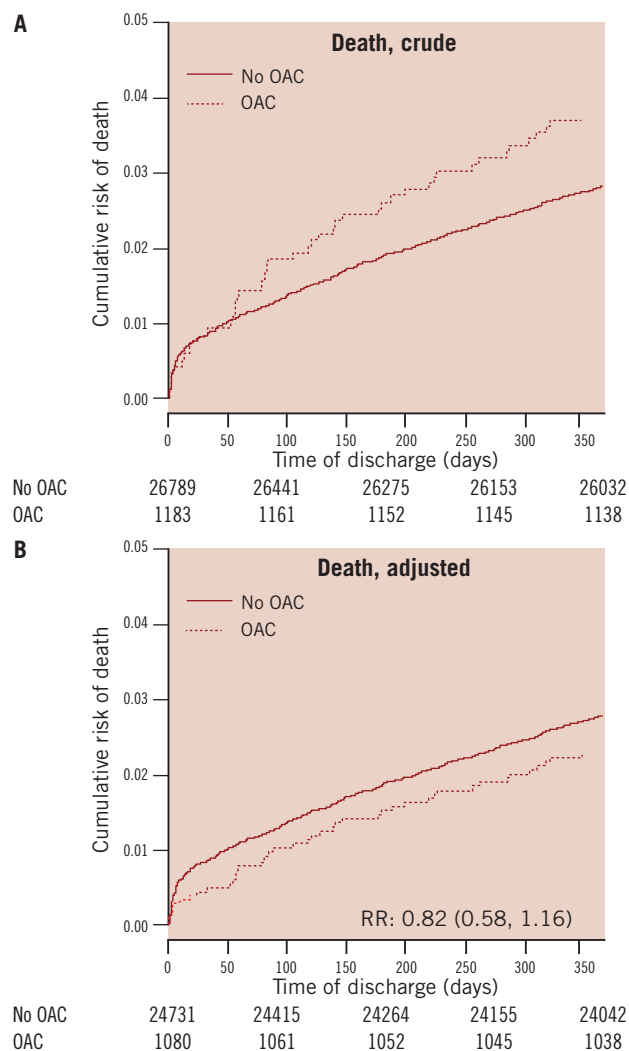 A
Death, crude
No OAC
OAC
Cumulative risk of death
0.05
0.04
0.03
0.02
0.01
0.00
0 50 100 150 200 250 300 350
Time of discharge (days)
No OAC 26789 26441 26275 26153 26032
OAC 1183 1161 1152 1145 1138
B
Death, adjusted
No OAC
OAC
Cumulative risk of death
0.05
0.04
0.03
0.02
0.01
0.00
RR: 0.82 (0.58, 1.16)
0 50 100 150 200 250 300 350
Time of discharge (days)
No OAC 24731 24415 24264 24155 24042
OAC 1080 1061 1052 1045 1038